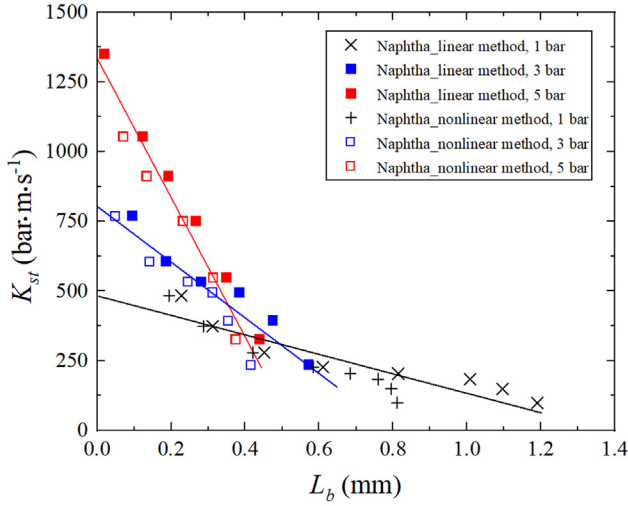 1500
1250
1000
750
500
250
0
K_st (bar·m·s⁻¹)
Naphtha_linear method, 1 bar
Naphtha_linear method, 3 bar
Naphtha_linear method, 5 bar
Naphtha_nonlinear method, 1 bar
Naphtha_nonlinear method, 3 bar
Naphtha_nonlinear method, 5 bar
0.0 0.2 0.4 0.6 0.8 1.0 1.2 1.4
L_b (mm)